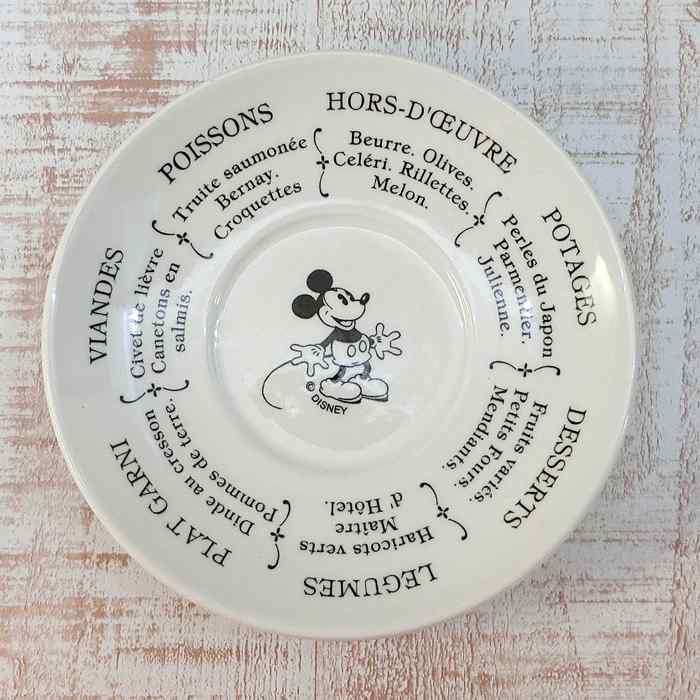 HORS-D'ŒUVRE
Beurre. Olives.
Celéri. Rillettes.
Melon.
POTAGES
Perles du Japon
Parmentier.
Julienne.
DESSERTS
Fruits variés.
Petits Fours.
Mendiants.
LEGUMES
Haricots verts
Maître
d'Hôtel.
PLAT GARNI
Dinde au cresson
Pommes de terre.
VIANDES
Civet de lièvre
Canetons en
salmis.
POISSONS
Truite saumonée
Bernay.
Croquettes
© DISNEY